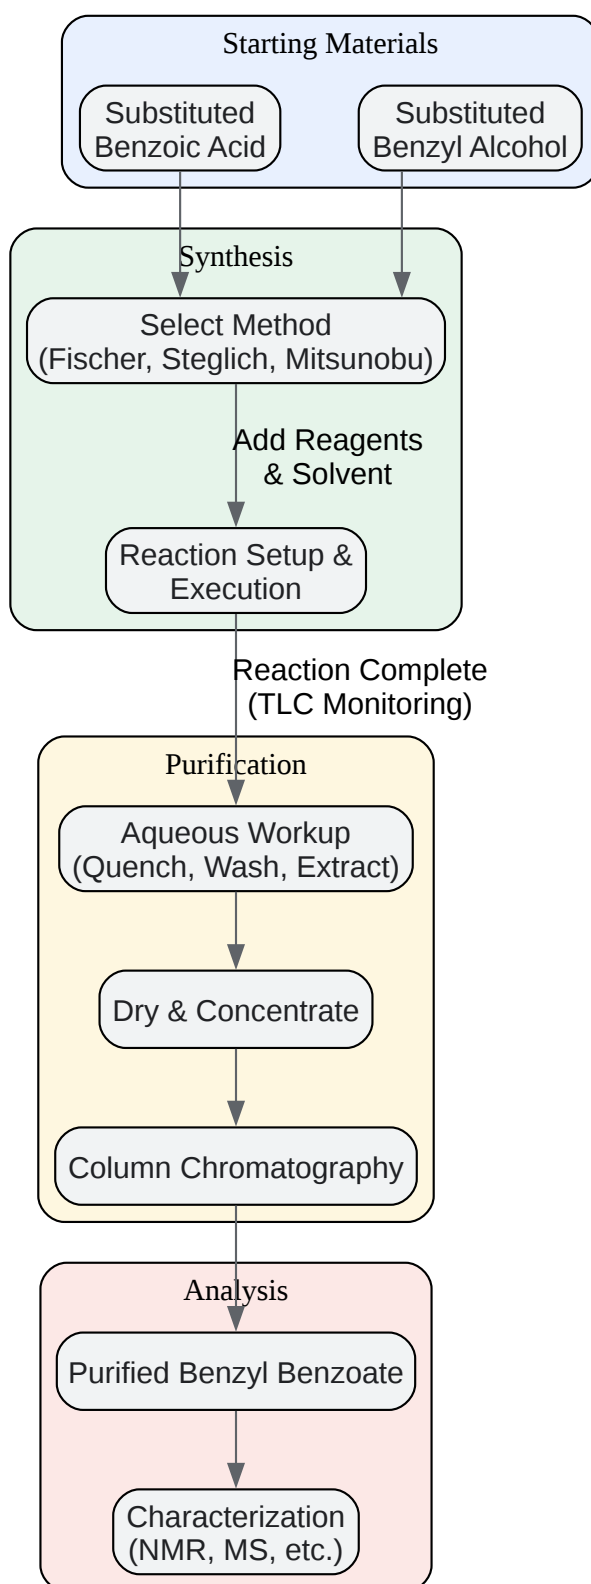 Starting Materials
Substituted
Benzoic Acid
Substituted
Benzyl Alcohol
Synthesis
Select Method
(Fischer, Steglich, Mitsunobu)
Add Reagents
& Solvent
Reaction Setup &
Execution
Reaction Complete
(TLC Monitoring)
Purification
Aqueous Workup
(Quench, Wash, Extract)
Dry & Concentrate
Column Chromatography
Analysis
Purified Benzyl Benzoate
Characterization
(NMR, MS, etc.)